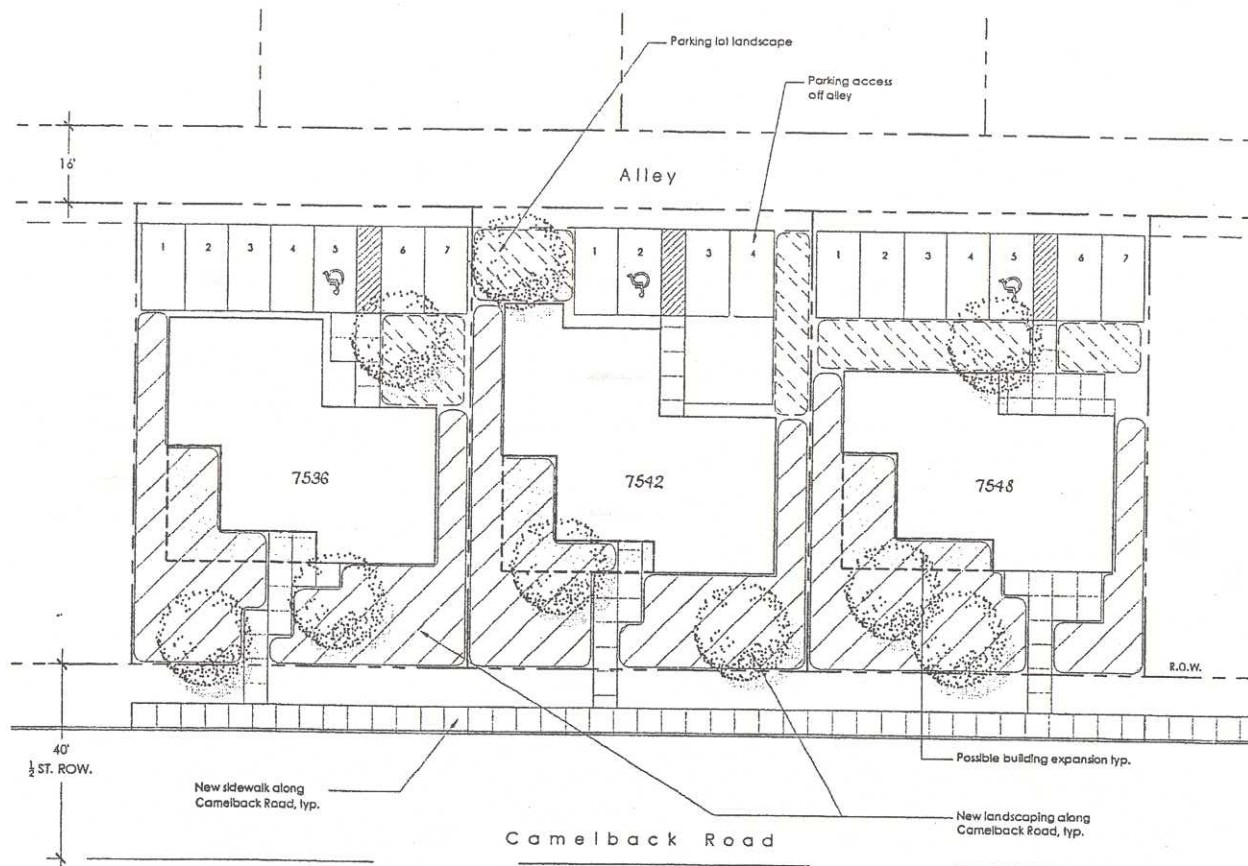 Parking lot landscape
Parking access
off alley
16'
Alley
1 2 3 4 5 6 7
1 2 3 4
1 2 3 4 5 6 7
7536
7542
7548
R.O.W.
40'
½ ST. ROW.
New sidewalk along
Camelback Road, typ.
Possible building expansion typ.
New landscaping along
Camelback Road, typ.
Camelback Road